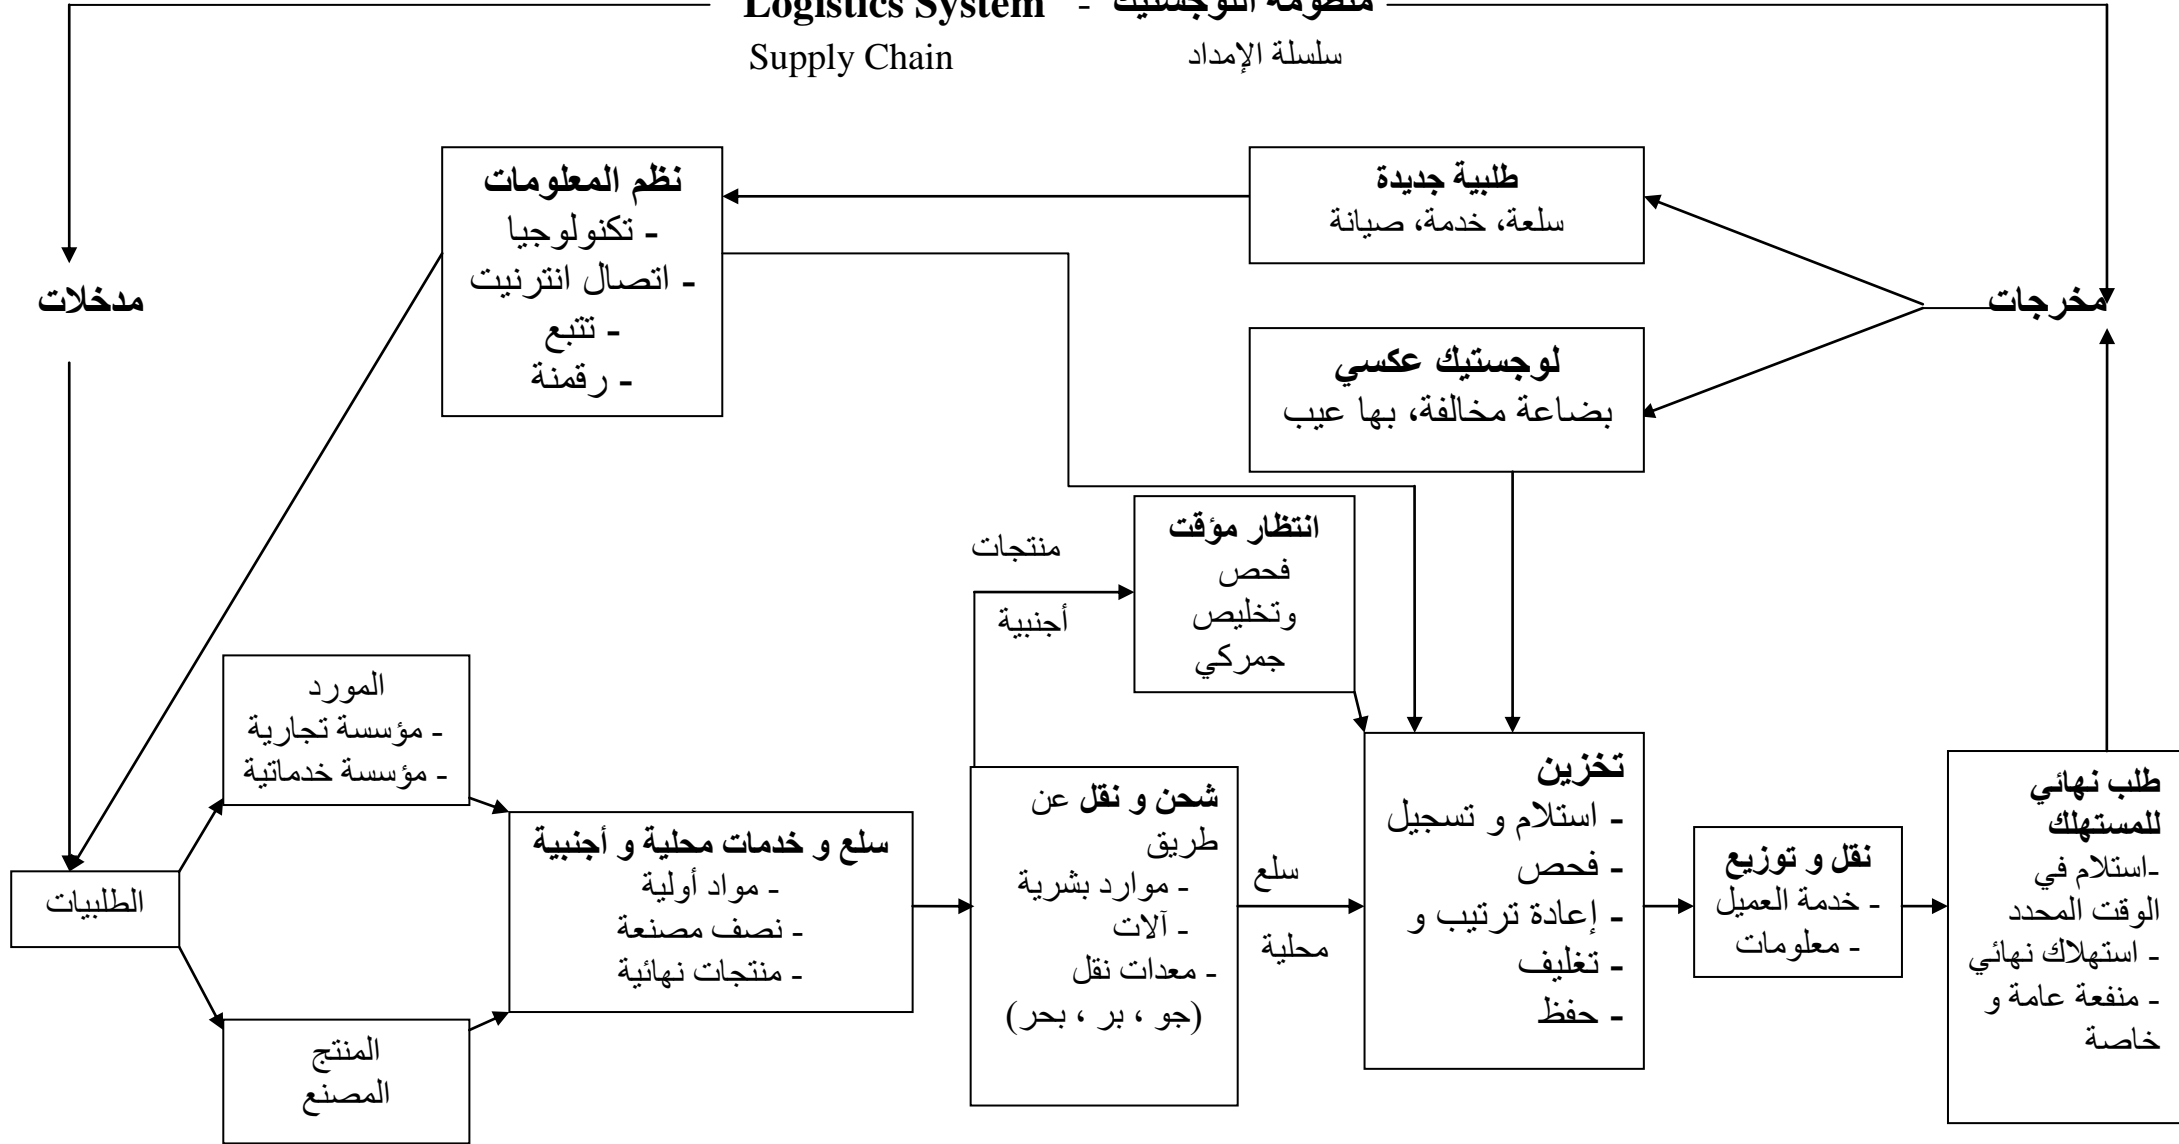 Logistics System - منظومة اللوجستيك
Supply Chain سلسلة الإمداد
نظم المعلومات
- تكنولوجيا
- اتصال انترنيت
- تتبع
- رقمنة
طلبية جديدة
سلعة، خدمة، صيانة
مدخلات
مخرجات
لوجستيك عكسي
بضاعة مخالفة، بها عيب
انتظار مؤقت
فحص
وتخليص
جمركي
منتجات
أجنبية
المورد
- مؤسسة تجارية
- مؤسسة خدماتية
الطلبيات
المنتج
المصنع
سلع و خدمات محلية و أجنبية
- مواد أولية
- نصف مصنعة
- منتجات نهائية
شحن و نقل عن
طريق
- موارد بشرية
- آلات
- معدات نقل
(جو ، بر ، بحر)
سلع
محلية
تخزين
- استلام و تسجيل
- فحص
- إعادة ترتيب و
- تغليف
- حفظ
نقل و توزيع
- خدمة العميل
- معلومات
طلب نهائي
للمستهلك
-استلام في
الوقت المحدد
- استهلاك نهائي
- منفعة عامة و
خاصة